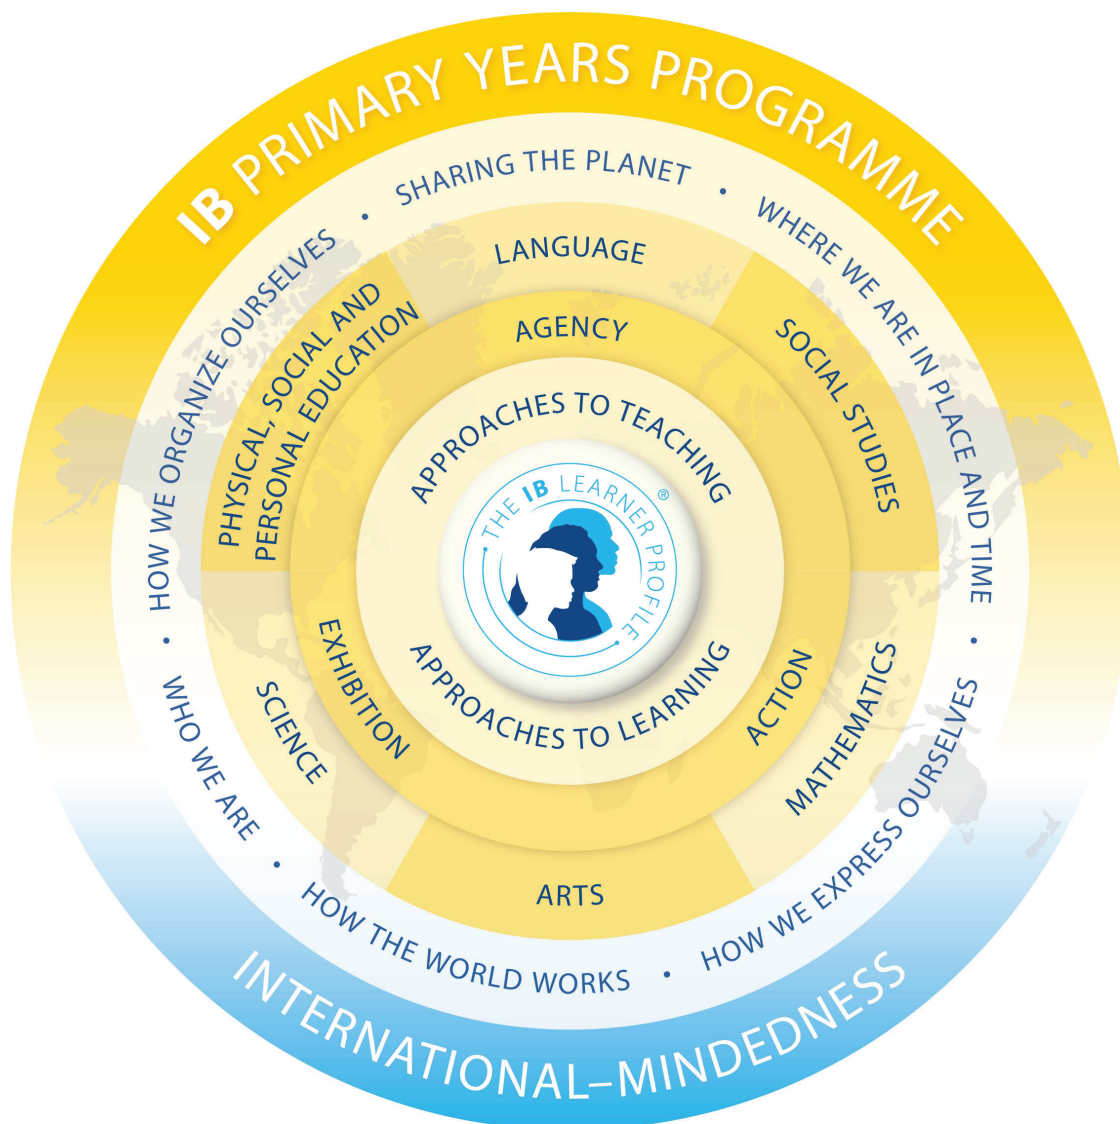 IB PRIMARY YEARS PROGRAMME
SHARING THE PLANET
•
WHERE WE ARE IN PLACE AND TIME
•
HOW WE EXPRESS OURSELVES
•
HOW THE WORLD WORKS
•
WHO WE ARE
•
HOW WE ORGANIZE OURSELVES
•
LANGUAGE
SOCIAL STUDIES
MATHEMATICS
ARTS
SCIENCE
PHYSICAL, SOCIAL AND
PERSONAL EDUCATION
AGENCY
ACTION
EXHIBITION
APPROACHES TO TEACHING
APPROACHES TO LEARNING
THE IB LEARNER PROFILE
®
INTERNATIONAL–MINDEDNESS